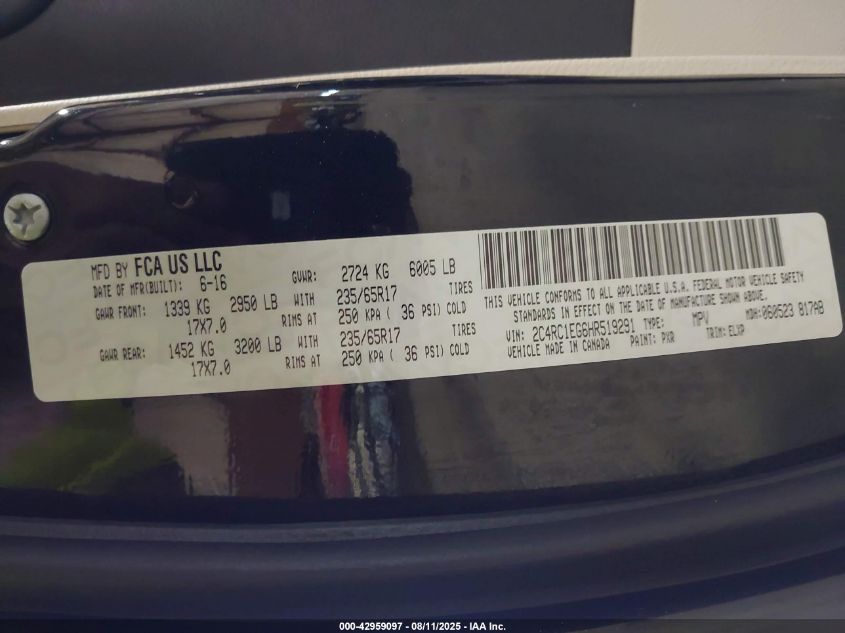 MFD BY FCA US LLC
DATE OF MFR(BUILT): 6-16 GVWR: 2724 KG 6005 LB
GAWR FRONT: 1339 KG 2950 LB WITH 235/65R17 TIRES
17X7.0 RIMS AT 250 KPA ( 36 PSI) COLD
GAWR REAR: 1452 KG 3200 LB WITH 235/65R17 TIRES
17X7.0 RIMS AT 250 KPA ( 36 PSI) COLD
THIS VEHICLE CONFORMS TO ALL APPLICABLE U.S.A. FEDERAL MOTOR VEHICLE SAFETY
STANDARDS IN EFFECT ON THE DATE OF MANUFACTURE SHOWN ABOVE.
VIN: 2C4RC1EG6HR519291 TYPE: MPV MDH: 060523 817AB
VEHICLE MADE IN CANADA PAINT: PXR TRIM: ELXP
000-42959097 - 08/11/2025 - IAA Inc.